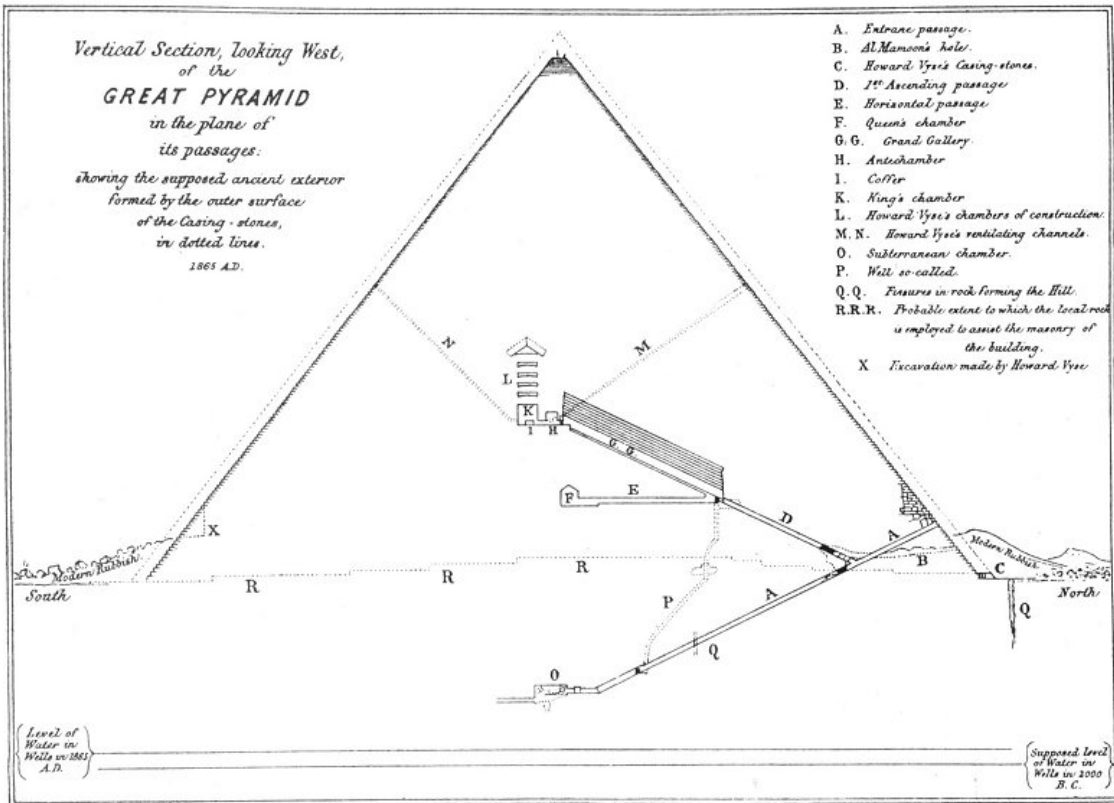 Vertical Section, looking West,
of the
GREAT PYRAMID
in the plane of
its passages:
showing the supposed ancient exterior
formed by the outer surface
of the Casing-stones,
in dotted lines.
1865 A.D.
A. Entrane passage.
B. Al Mamoon's hole.
C. Howard Vyse's Casing-stones.
D. 1st Ascending passage
E. Horizontal passage
F. Queen's chamber
G.G. Grand Gallery.
H. Antechamber
I. Coffer
K. King's chamber
L. Howard Vyse's chambers of construction.
M.N. Howard Vyse's ventilating channels.
O. Subterranean chamber.
P. Well so-called.
Q.Q. Fissures in rock forming the Hill.
R.R.R. Probable extent to which the local rock
is employed to assist the masonry of
the building.
X Excavation made by Howard Vyse
N
M
L
K
I
H
G. G
F
E
D
X
A
B
C
Modern Rubbish
Modern Rubbish
R
R
R
South
North
P
A
Q
Q
O
Level of
Water in
Wells in 1865
A.D.
Supposed level
of Water in
Wells in 2000
B.C.